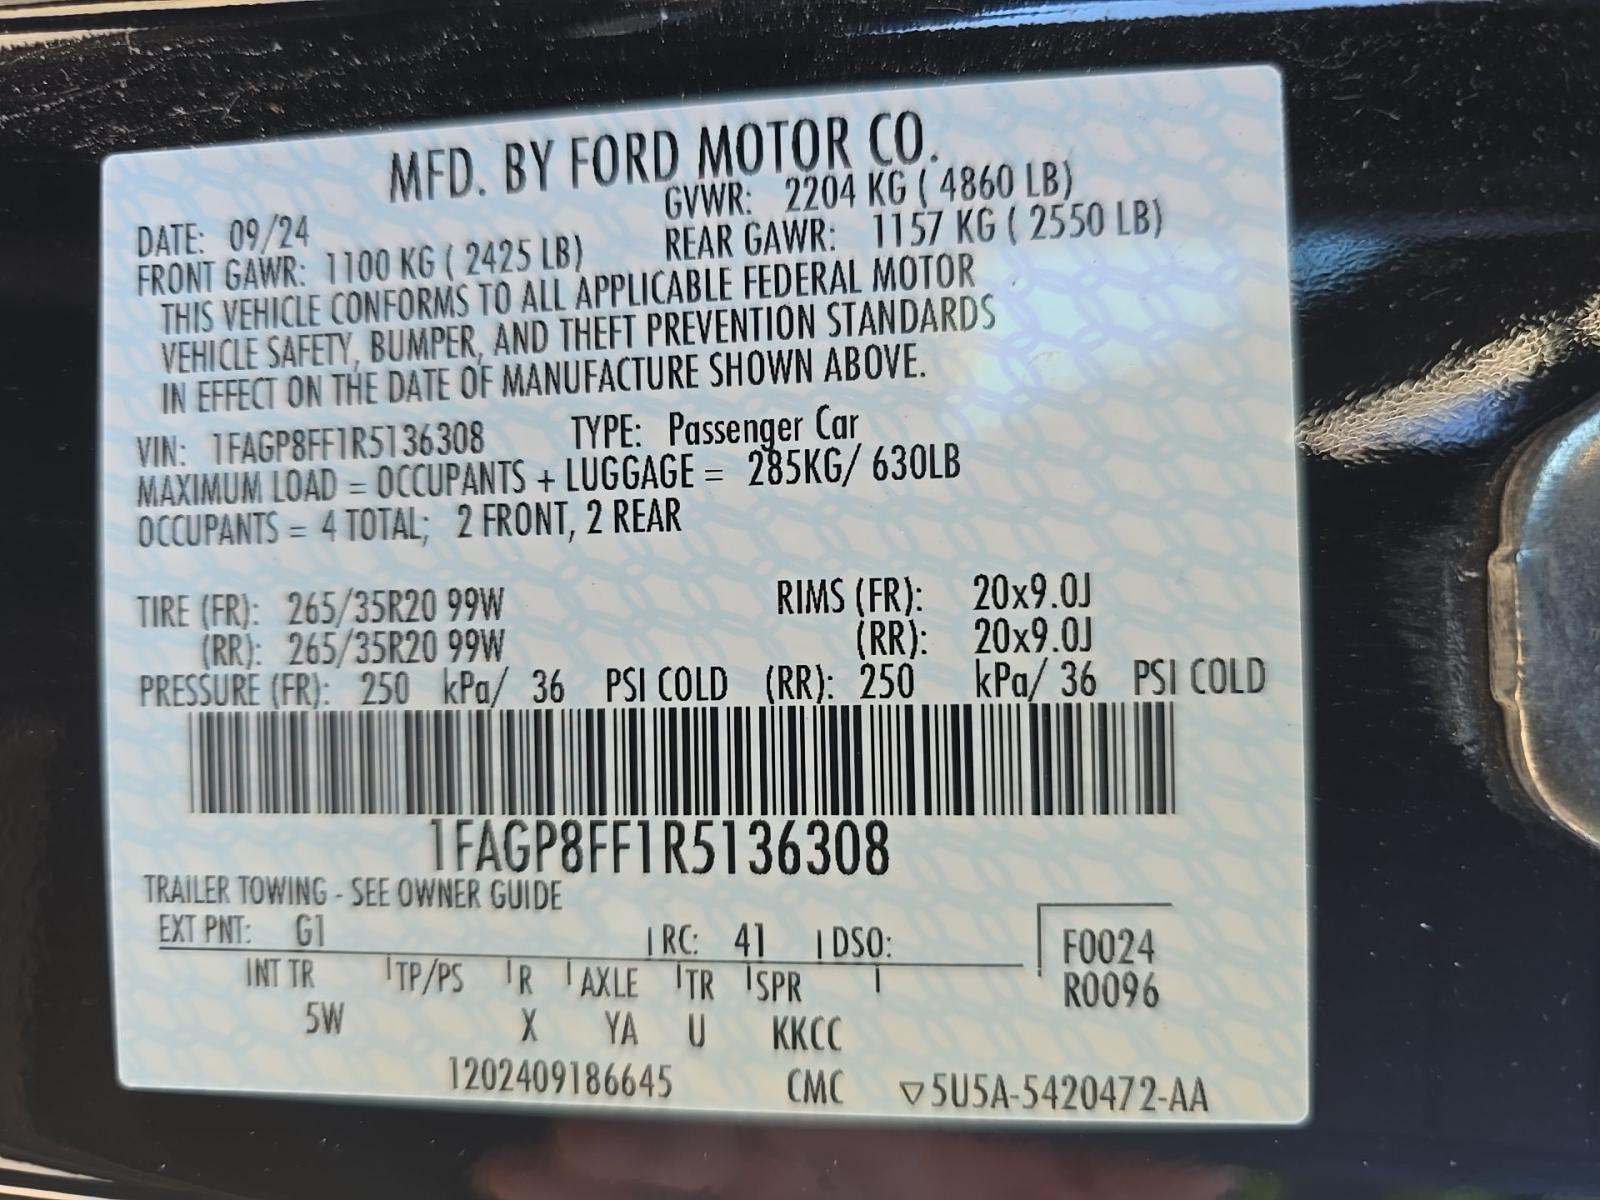 MFD. BY FORD MOTOR CO.
DATE: 09/24 GVWR: 2204 KG ( 4860 LB)
FRONT GAWR: 1100 KG ( 2425 LB) REAR GAWR: 1157 KG ( 2550 LB)
THIS VEHICLE CONFORMS TO ALL APPLICABLE FEDERAL MOTOR
VEHICLE SAFETY, BUMPER, AND THEFT PREVENTION STANDARDS
IN EFFECT ON THE DATE OF MANUFACTURE SHOWN ABOVE.
VIN: 1FAGP8FF1R5136308 TYPE: Passenger Car
MAXIMUM LOAD = OCCUPANTS + LUGGAGE = 285KG/ 630LB
OCCUPANTS = 4 TOTAL; 2 FRONT, 2 REAR
TIRE (FR): 265/35R20 99W RIMS (FR): 20x9.0J
(RR): 265/35R20 99W (RR): 20x9.0J
PRESSURE (FR): 250 kPa/ 36 PSI COLD (RR): 250 kPa/ 36 PSI COLD
1FAGP8FF1R5136308
TRAILER TOWING - SEE OWNER GUIDE
EXT PNT: G1 RC: 41 DSO: F0024
INT TR TP/PS R AXLE TR SPR R0096
5W X YA U KKCC
1202409186645 CMC ▽5U5A-5420472-AA